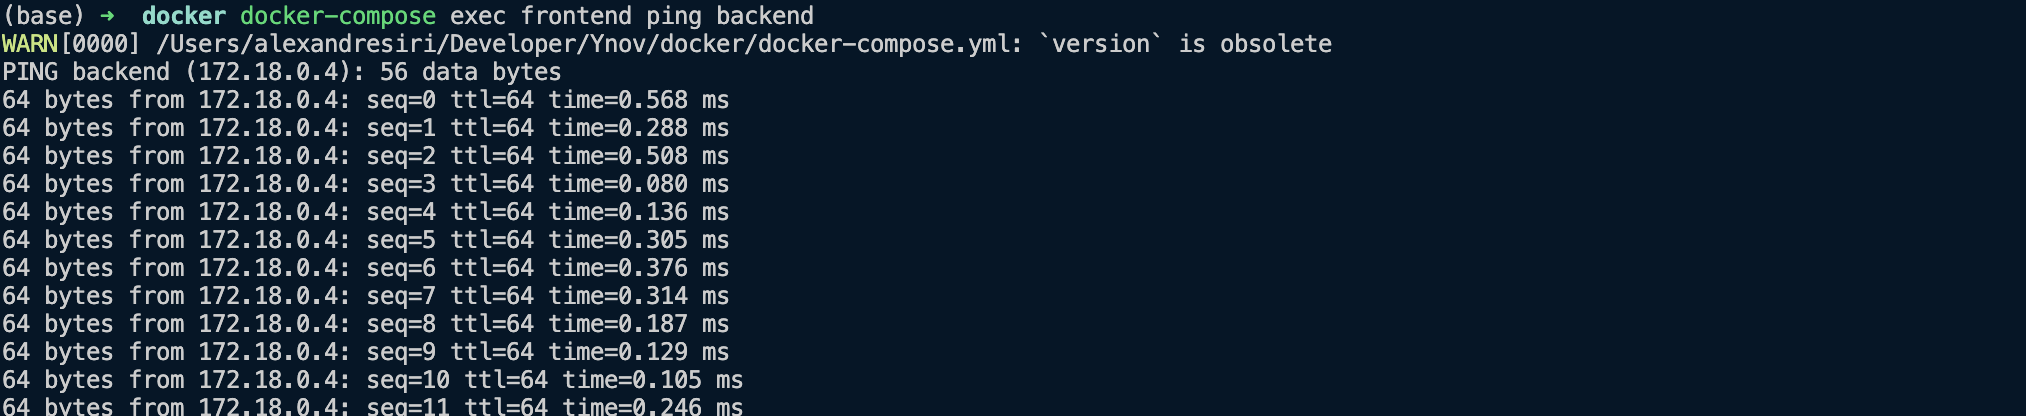 (base) ➜  docker docker-compose exec frontend ping backend
WARN[0000] /Users/alexandresiri/Developer/Ynov/docker/docker-compose.yml: `version` is obsolete
PING backend (172.18.0.4): 56 data bytes
64 bytes from 172.18.0.4: seq=0 ttl=64 time=0.568 ms
64 bytes from 172.18.0.4: seq=1 ttl=64 time=0.288 ms
64 bytes from 172.18.0.4: seq=2 ttl=64 time=0.508 ms
64 bytes from 172.18.0.4: seq=3 ttl=64 time=0.080 ms
64 bytes from 172.18.0.4: seq=4 ttl=64 time=0.136 ms
64 bytes from 172.18.0.4: seq=5 ttl=64 time=0.305 ms
64 bytes from 172.18.0.4: seq=6 ttl=64 time=0.376 ms
64 bytes from 172.18.0.4: seq=7 ttl=64 time=0.314 ms
64 bytes from 172.18.0.4: seq=8 ttl=64 time=0.187 ms
64 bytes from 172.18.0.4: seq=9 ttl=64 time=0.129 ms
64 bytes from 172.18.0.4: seq=10 ttl=64 time=0.105 ms
64 bytes from 172.18.0.4: seq=11 ttl=64 time=0.246 ms